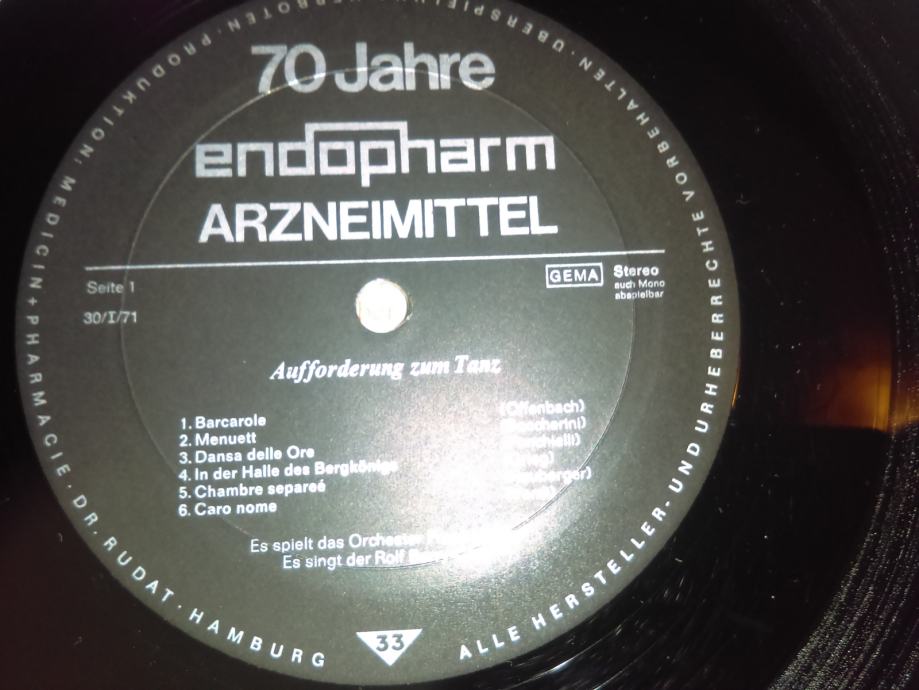 70 Jahre
endopharm
ARZNEIMITTEL
Seite 1
GEMA Stereo
auch Mono
abspielbar
30/I/71
Aufforderung zum Tanz
1. Barcarole (Offenbach)
2. Menuett
3. Dansa delle Ore
4. In der Halle des Bergkönigs
5. Chambre separeé
6. Caro nome
Es spielt das Orchester
Es singt der Rolf
33
PRODUKTION: MEDICIN + PHARMACIE · DR. RUDAT · HAMBURG
ALLE HERSTELLER- UND URHEBERRECHTE VORBEHALTEN.